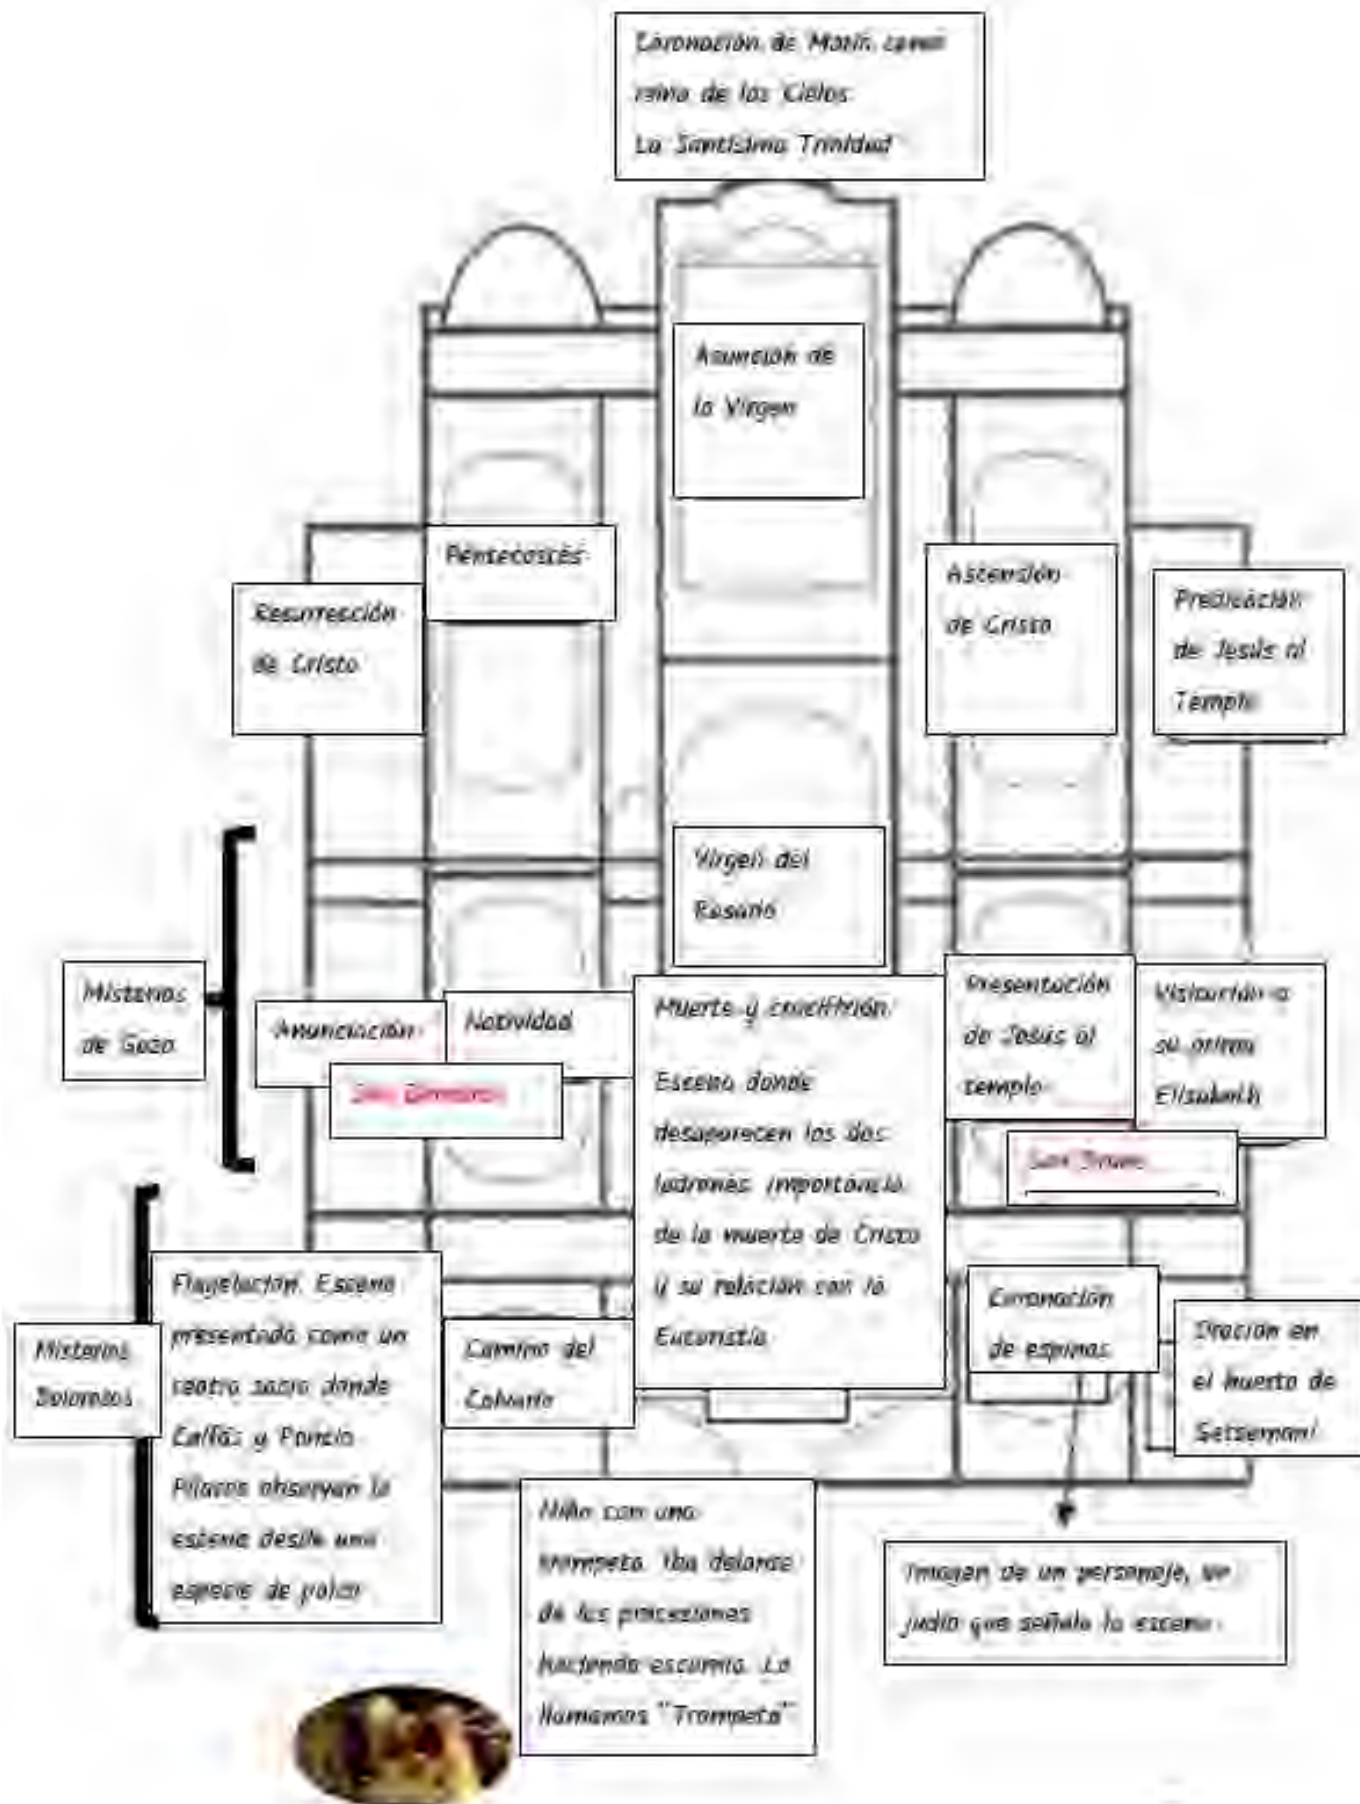 Coronación de María como
reina de los Cielos
La Santísima Trinidad
Asunción de
la Virgen
Pentecostés
Resurrección
de Cristo
Ascensión
de Cristo
Predicación
de Jesús al
Templo
Virgen del
Rosario
Misterios
de Gozo
Anunciación
Natividad
Muerte y crucifixión
Escena donde
desaparecen los dos
ladrones importancia
de la muerte de Cristo
y su relación con la
Eucaristía
Presentación
de Jesús al
templo
Visitación a
su prima
Elisabeth
San
Misterios
Dolorosos
Flagelación Escena
presentada como un
teatro sacro donde
Caifás y Poncio
Pilatos observan la
escena desde una
especie de palco
Camino del
Calvario
Coronación
de espinas
Oración en
el huerto de
Getsemaní
Niño con una
trompeta. Iba delante
de las procesiones
haciendo escarnio. Lo
llamamos "Trompeta"
Imagen de un personaje, un
judío que señala la escena.